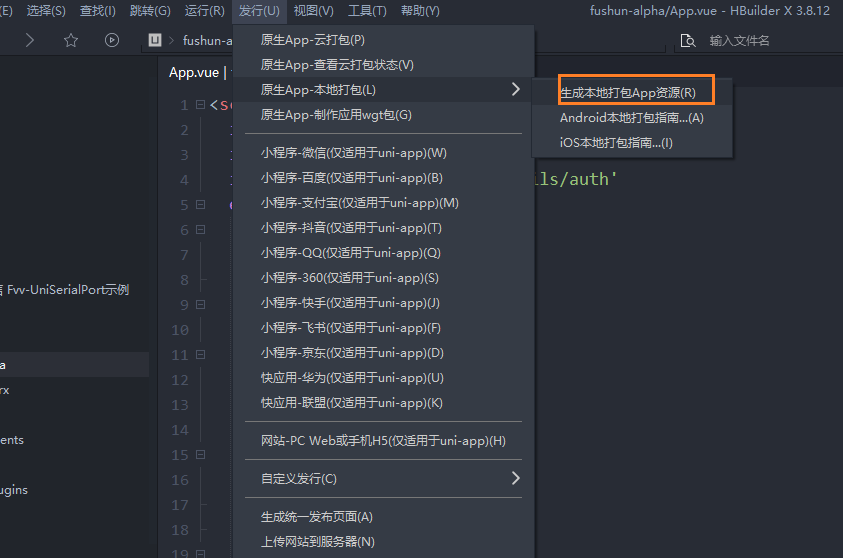 (E) 选择(S) 查找(I) 跳转(G) 运行(R) 发行(U) 视图(V) 工具(T) 帮助(Y) fushun-alpha/App.vue - HBuilder X 3.8.12
U fushun-a 输入文件名
App.vue |
原生App-云打包(P)
原生App-查看云打包状态(V)
原生App-本地打包(L)
原生App-制作应用wgt包(G)
小程序-微信(仅适用于uni-app)(W)
小程序-百度(仅适用于uni-app)(B)
小程序-支付宝(仅适用于uni-app)(M)
小程序-抖音(仅适用于uni-app)(T)
小程序-QQ(仅适用于uni-app)(Q)
小程序-360(仅适用于uni-app)(S)
小程序-快手(仅适用于uni-app)(J)
小程序-飞书(仅适用于uni-app)(F)
小程序-京东(仅适用于uni-app)(D)
快应用-华为(仅适用于uni-app)(U)
快应用-联盟(仅适用于uni-app)(K)
网站-PC Web或手机H5(仅适用于uni-app)(H)
自定义发行(C)
生成统一发布页面(A)
上传网站到服务器(N)
生成本地打包App资源(R)
Android本地打包指南...(A)
iOS本地打包指南...(I)
1 <s
2
3
4 ils/auth'
5
6
7
8
9
10
11
12
13
14
15
16
17
18
19
信 Fvv-UniSerialPort示例
a
rx
ents
ugins